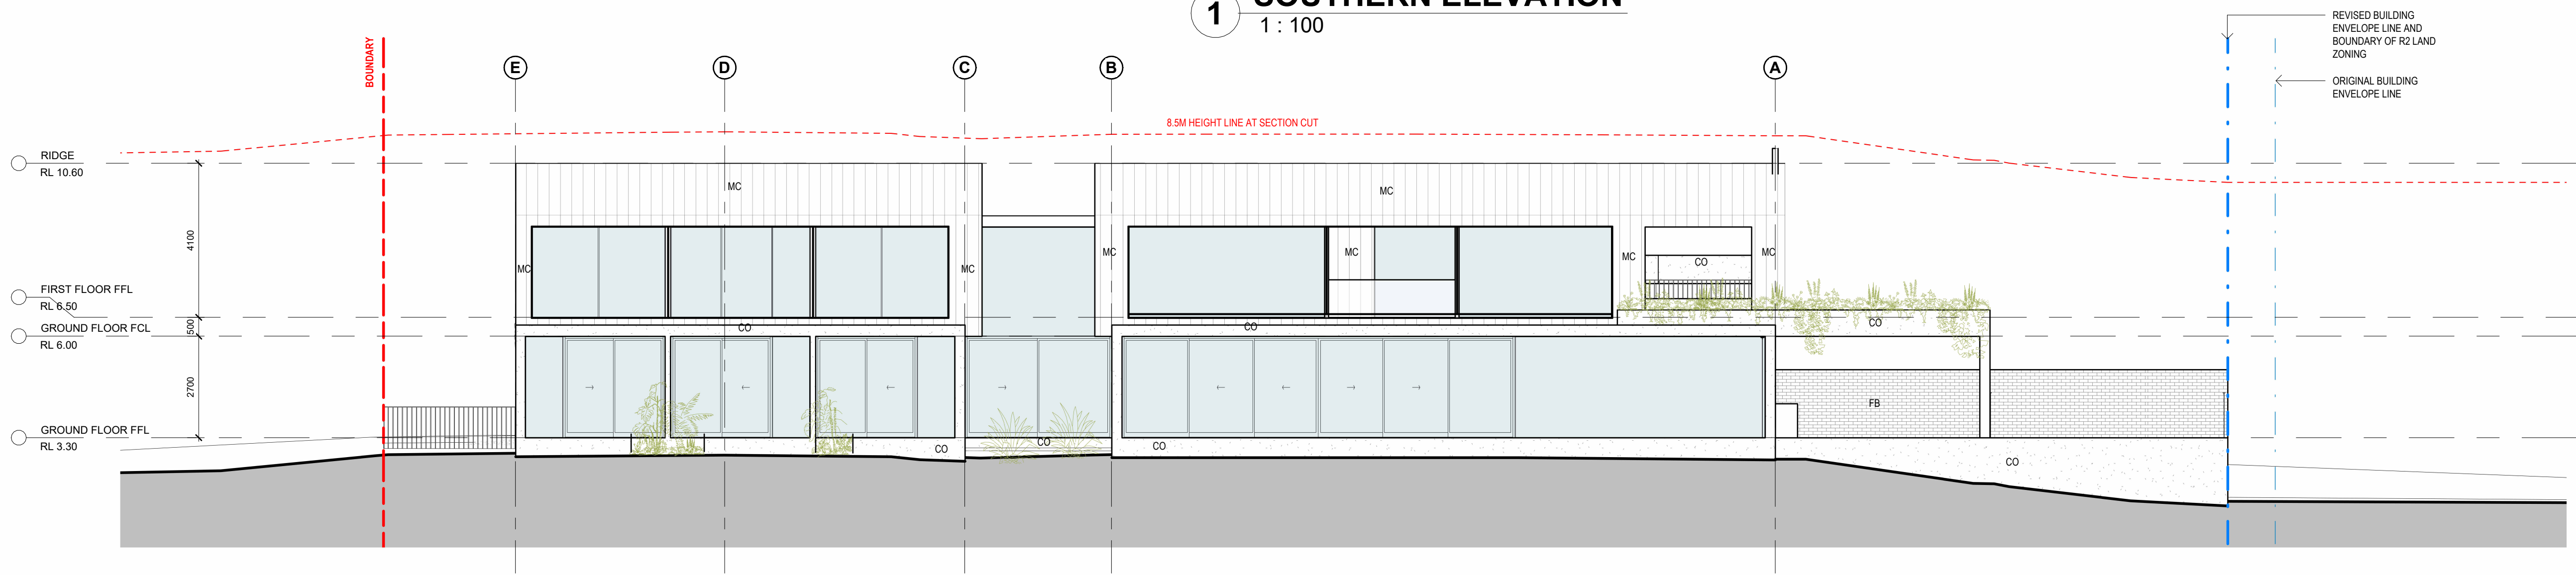 1 SOUTHERN ELEVATION
1 : 100
REVISED BUILDING
ENVELOPE LINE AND
BOUNDARY OF R2 LAND
ZONING
ORIGINAL BUILDING
ENVELOPE LINE
BOUNDARY
E D C B A
8.5M HEIGHT LINE AT SECTION CUT
RIDGE
RL 10.60
MC MC
4100
MC MC MC MC MC CO MC
FIRST FLOOR FFL
RL 6.50
500
GROUND FLOOR FCL
RL 6.00
CO CO CO
2700
FB
GROUND FLOOR FFL
RL 3.30
CO CO CO CO